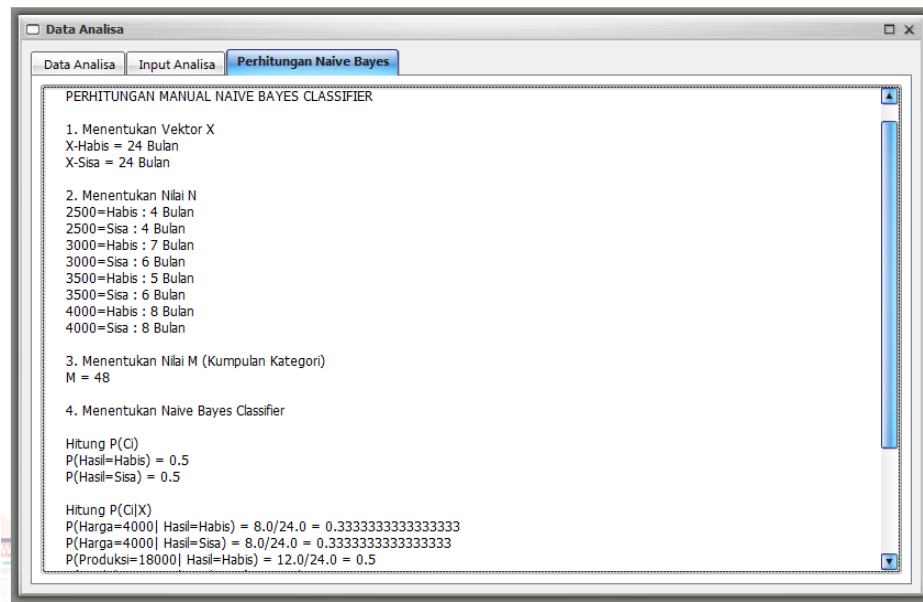 Data Analisa
Data Analisa Input Analisa Perhitungan Naive Bayes
PERHITUNGAN MANUAL NAIVE BAYES CLASSIFIER
1. Menentukan Vektor X
X-Habis = 24 Bulan
X-Sisa = 24 Bulan
2. Menentukan Nilai N
2500=Habis : 4 Bulan
2500=Sisa : 4 Bulan
3000=Habis : 7 Bulan
3000=Sisa : 6 Bulan
3500=Habis : 5 Bulan
3500=Sisa : 6 Bulan
4000=Habis : 8 Bulan
4000=Sisa : 8 Bulan
3. Menentukan Nilai M (Kumpulan Kategori)
M = 48
4. Menentukan Naive Bayes Classifier
Hitung P(Ci)
P(Hasil=Habis) = 0.5
P(Hasil=Sisa) = 0.5
Hitung P(Ci|X)
P(Harga=4000| Hasil=Habis) = 8.0/24.0 = 0.3333333333333333
P(Harga=4000| Hasil=Sisa) = 8.0/24.0 = 0.3333333333333333
P(Produksi=18000| Hasil=Habis) = 12.0/24.0 = 0.5